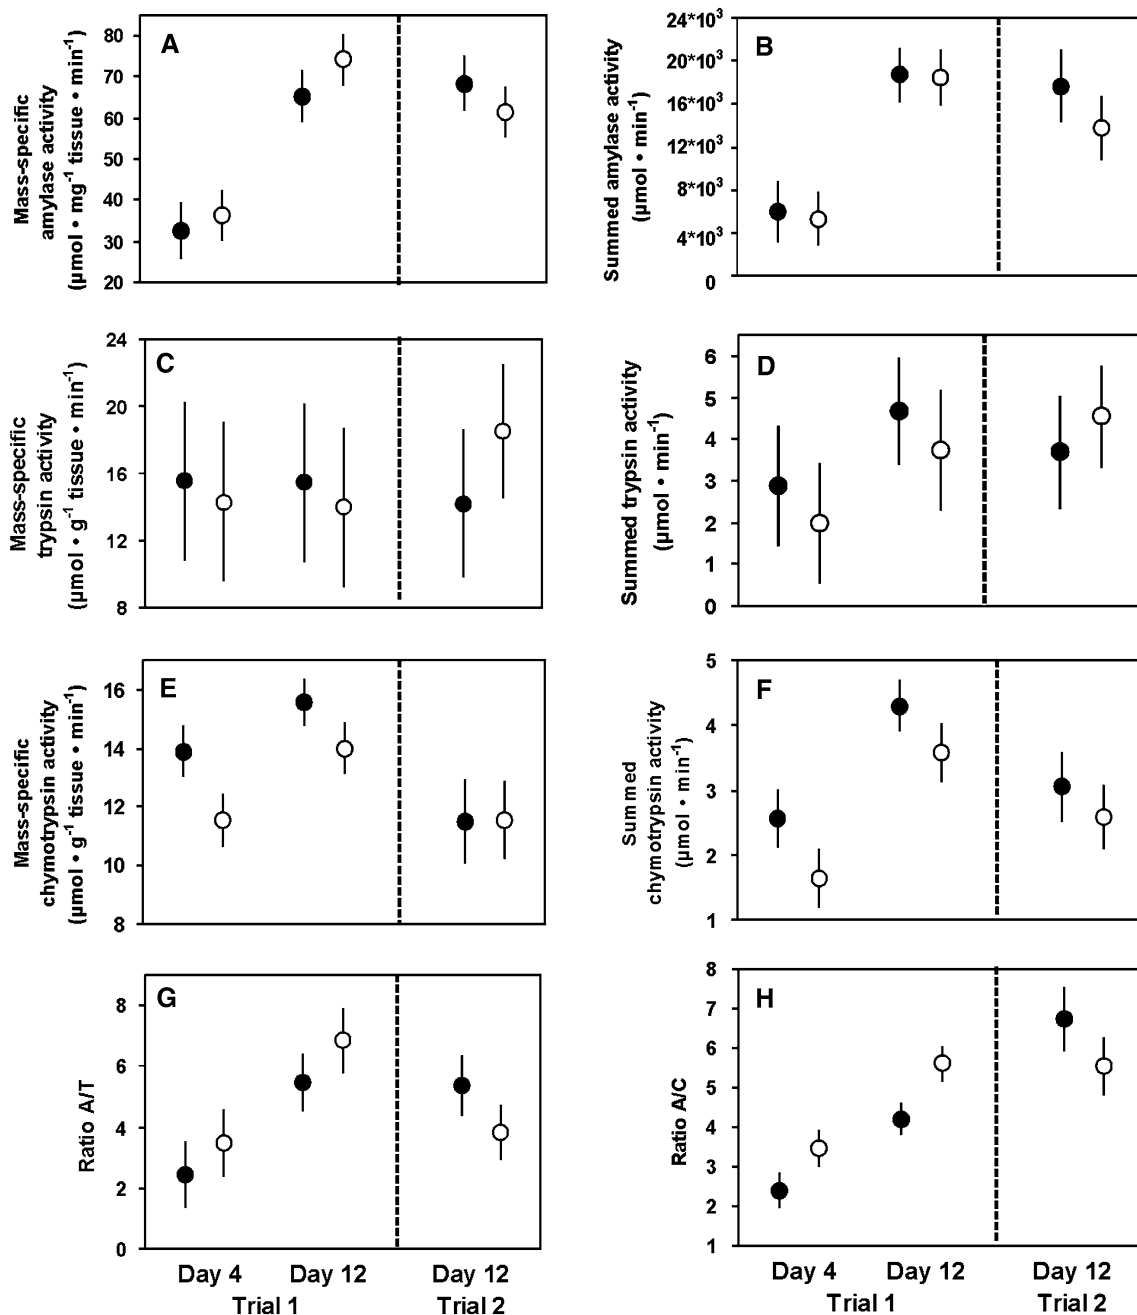 A
Mass-specific
amylase activity
(µmol • mg⁻¹ tissue • min⁻¹)
80
70
60
50
40
30
20
B
Summed amylase activity
(µmol • min⁻¹)
24*10³
20*10³
16*10³
12*10³
8*10³
4*10³
0
C
Mass-specific
trypsin activity
(µmol • g⁻¹ tissue • min⁻¹)
24
20
16
12
8
D
Summed trypsin activity
(µmol • min⁻¹)
6
5
4
3
2
1
0
E
Mass-specific
chymotrypsin activity
(µmol • g⁻¹ tissue • min⁻¹)
16
14
12
10
8
F
Summed
chymotrypsin activity
(µmol • min⁻¹)
5
4
3
2
1
G
Ratio A/T
8
6
4
2
0
Day 4 Day 12 Day 12
Trial 1 Trial 2
H
Ratio A/C
8
7
6
5
4
3
2
1
Day 4 Day 12 Day 12
Trial 1 Trial 2